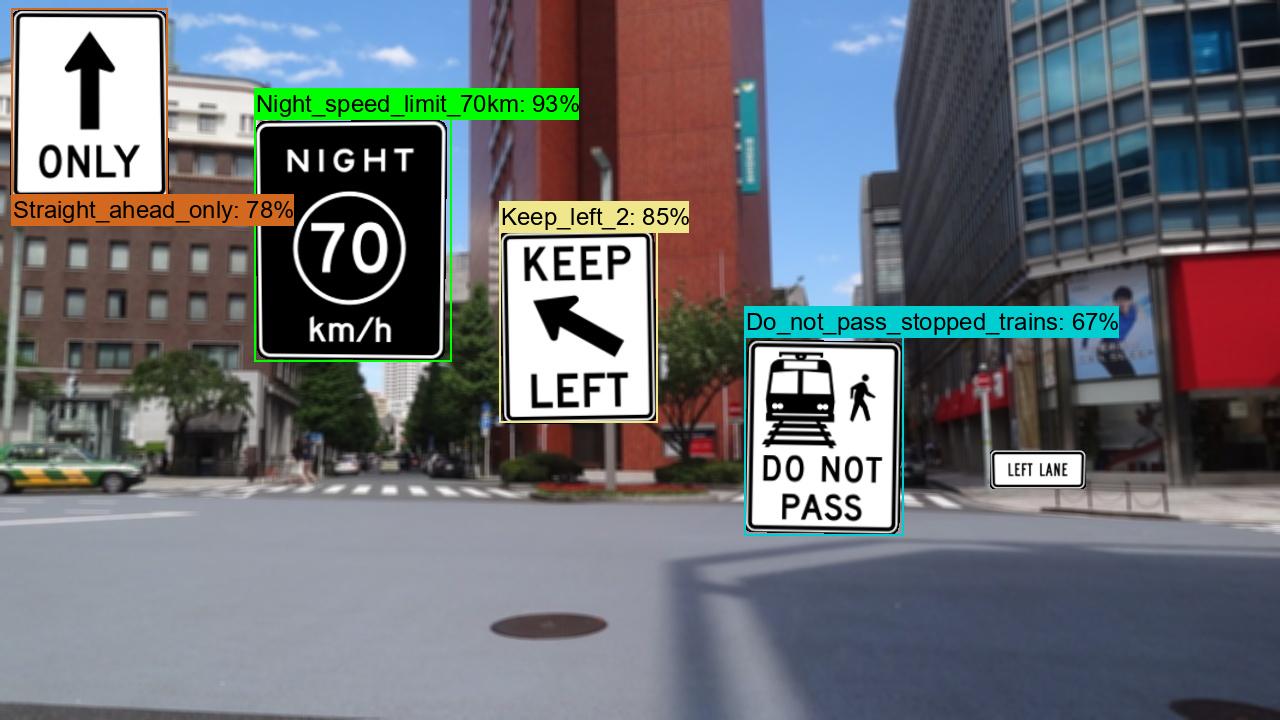 ONLY
Straight_ahead_only: 78%
Night_speed_limit_70km: 93%
NIGHT
70
km/h
Keep_left_2: 85%
KEEP
LEFT
Do_not_pass_stopped_trains: 67%
DO NOT
PASS
LEFT LANE